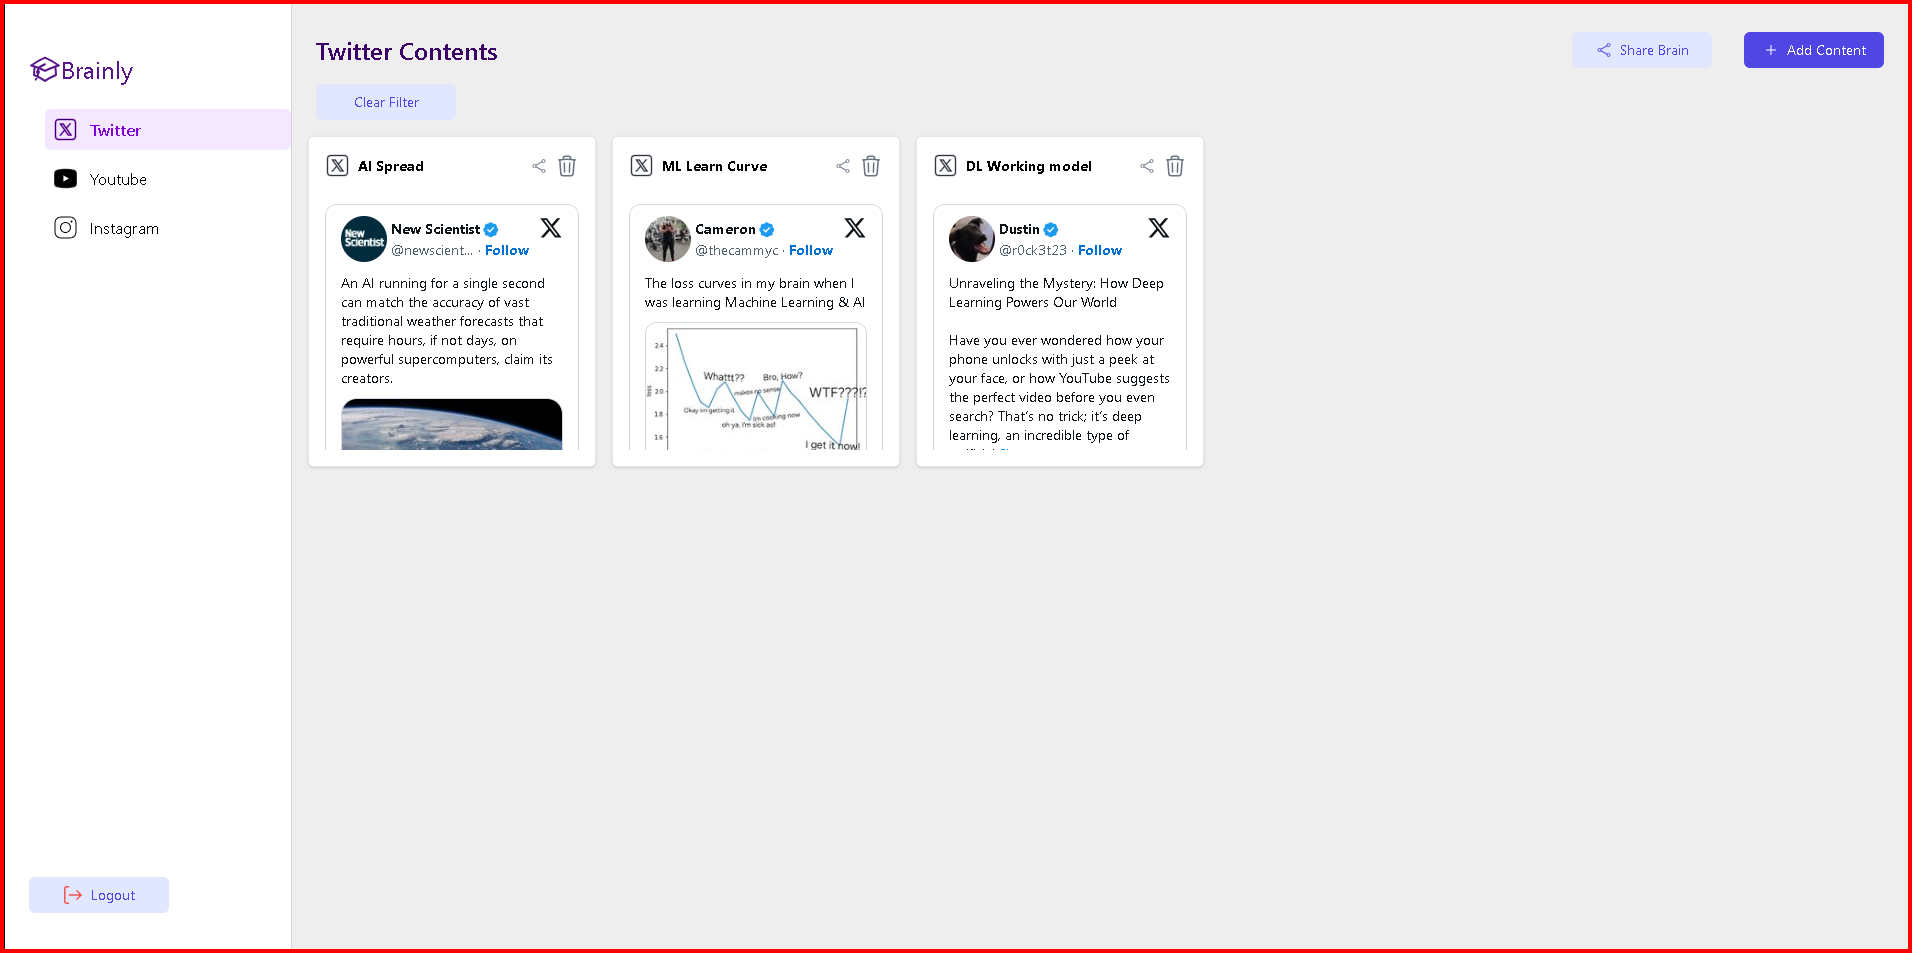 Brainly
Twitter
Youtube
Instagram
Logout
Twitter Contents
Share Brain
Add Content
Clear Filter
AI Spread
New Scientist
New Scientist
@newscient... · Follow
An AI running for a single second
can match the accuracy of vast
traditional weather forecasts that
require hours, if not days, on
powerful supercomputers, claim its
creators.
ML Learn Curve
Cameron
@thecammyc · Follow
The loss curves in my brain when I
was learning Machine Learning & AI
2.4
2.2
2.0
1.8
1.6
loss
Whattt??
Bro, How?
makes no sense
WTF???!?
Okay im getting it
Im cooking now
oh ya, I'm sick as!
I get it now!
DL Working model
Dustin
@r0ck3t23 · Follow
Unraveling the Mystery: How Deep
Learning Powers Our World
Have you ever wondered how your
phone unlocks with just a peek at
your face, or how YouTube suggests
the perfect video before you even
search? That’s no trick; it’s deep
learning, an incredible type of